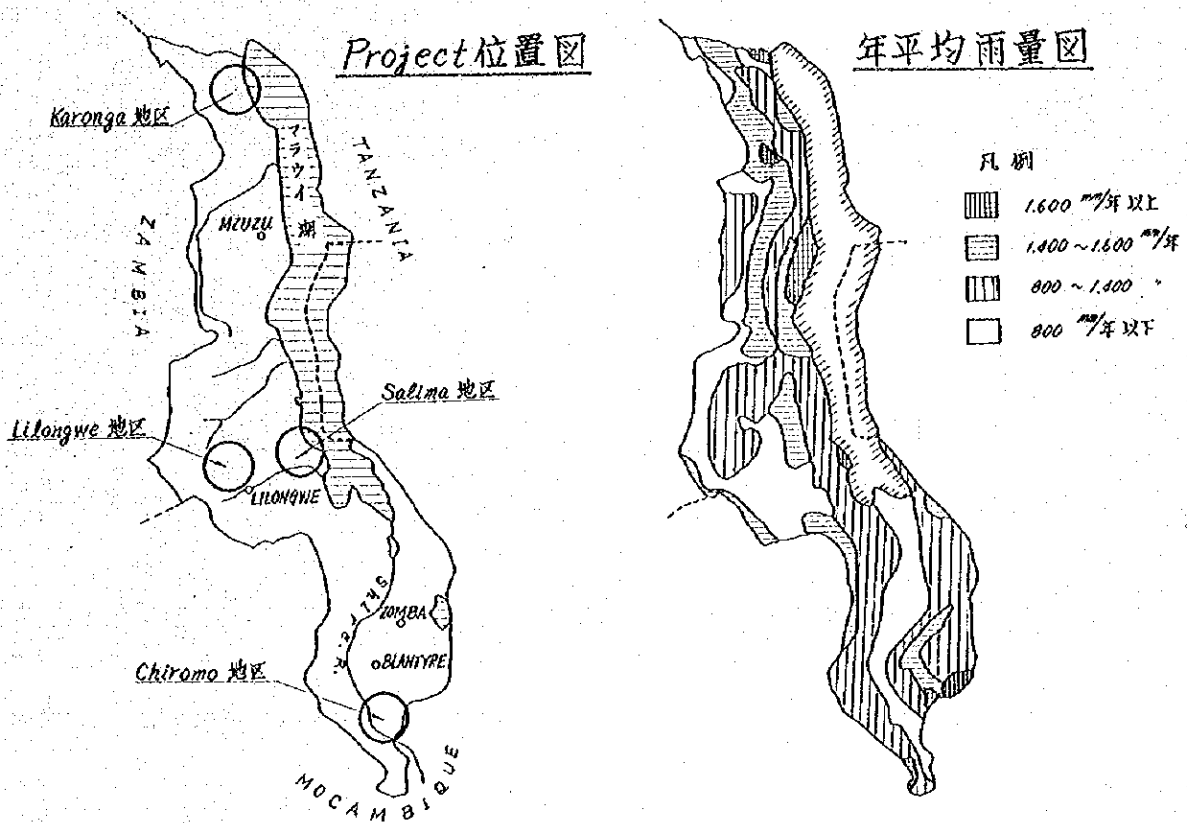 Project位置図
Karonga 地区
マラウイ湖
TANZANIA
ZAMBIA
MZUZU
Salima 地区
Lilongwe 地区
LILONGWE
Shire R.
ZOMBA
BLANTYRE
Chiromo 地区
MOCAMBIQUE
年平均雨量図
凡例
1.600 mm/年以上
1.400~1.600 mm/年
800~1.400 〃
800 mm/年以下